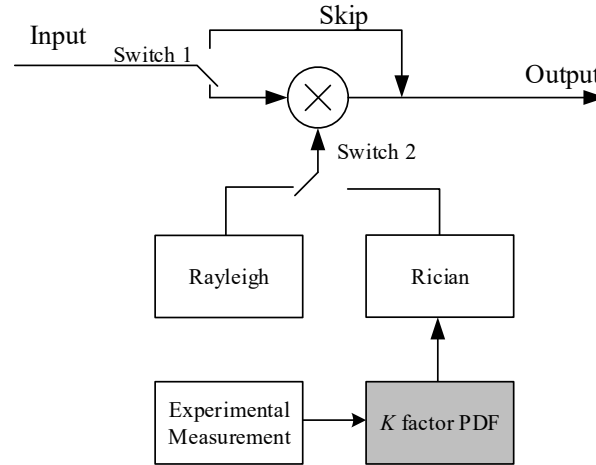 Skip
Input
Switch 1
Output
Switch 2
Rayleigh
Rician
Experimental
Measurement
K factor PDF